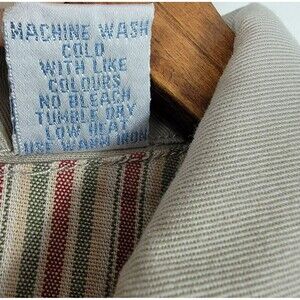 MACHINE WASH
COLD
WITH LIKE
COLOURS
NO BLEACH
TUMBLE DRY
LOW HEAT
USE WARM IRON